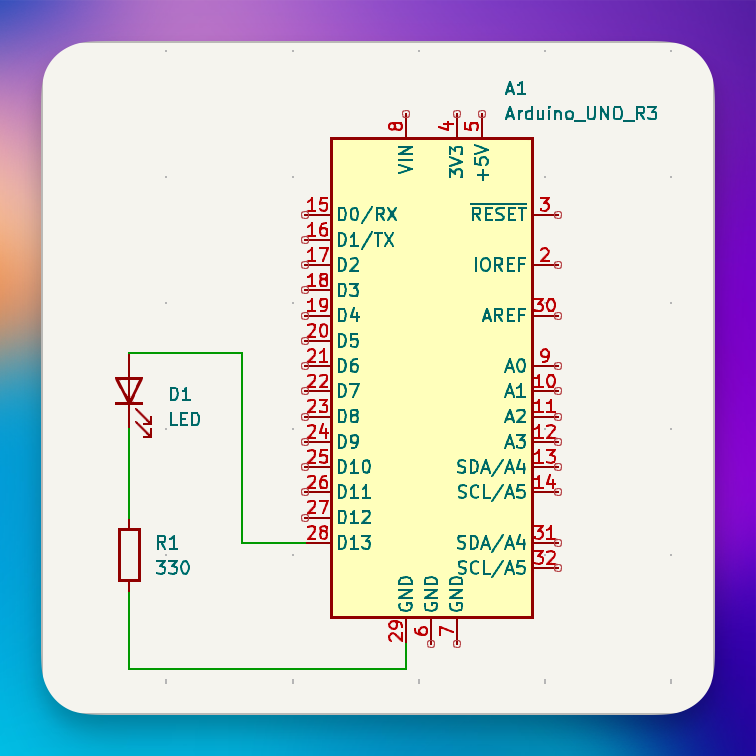 A1
Arduino_UNO_R3
8
4
5
VIN
3V3
+5V
15 D0/RX
RESET 3
16 D1/TX
17 D2
IOREF 2
18 D3
19 D4
AREF 30
20 D5
21 D6
A0 9
22 D7
A1 10
23 D8
A2 11
24 D9
A3 12
25 D10
SDA/A4 13
26 D11
SCL/A5 14
27 D12
28 D13
SDA/A4 31
SCL/A5 32
D1
LED
R1
330
GND
GND
GND
29
6
7